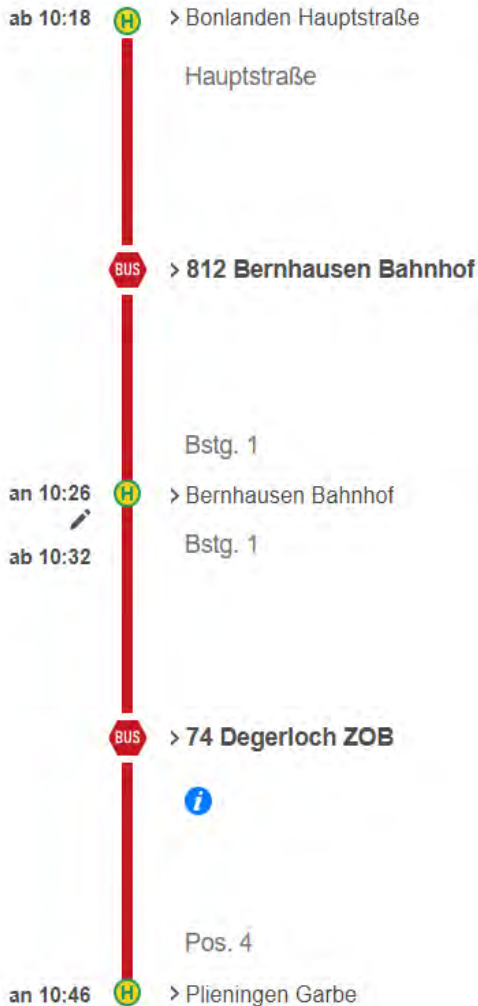 ab 10:18 H > Bonlanden Hauptstraße
Hauptstraße
BUS > 812 Bernhausen Bahnhof
Bstg. 1
an 10:26 H > Bernhausen Bahnhof
ab 10:32 Bstg. 1
BUS > 74 Degerloch ZOB
i
Pos. 4
an 10:46 H > Plieningen Garbe